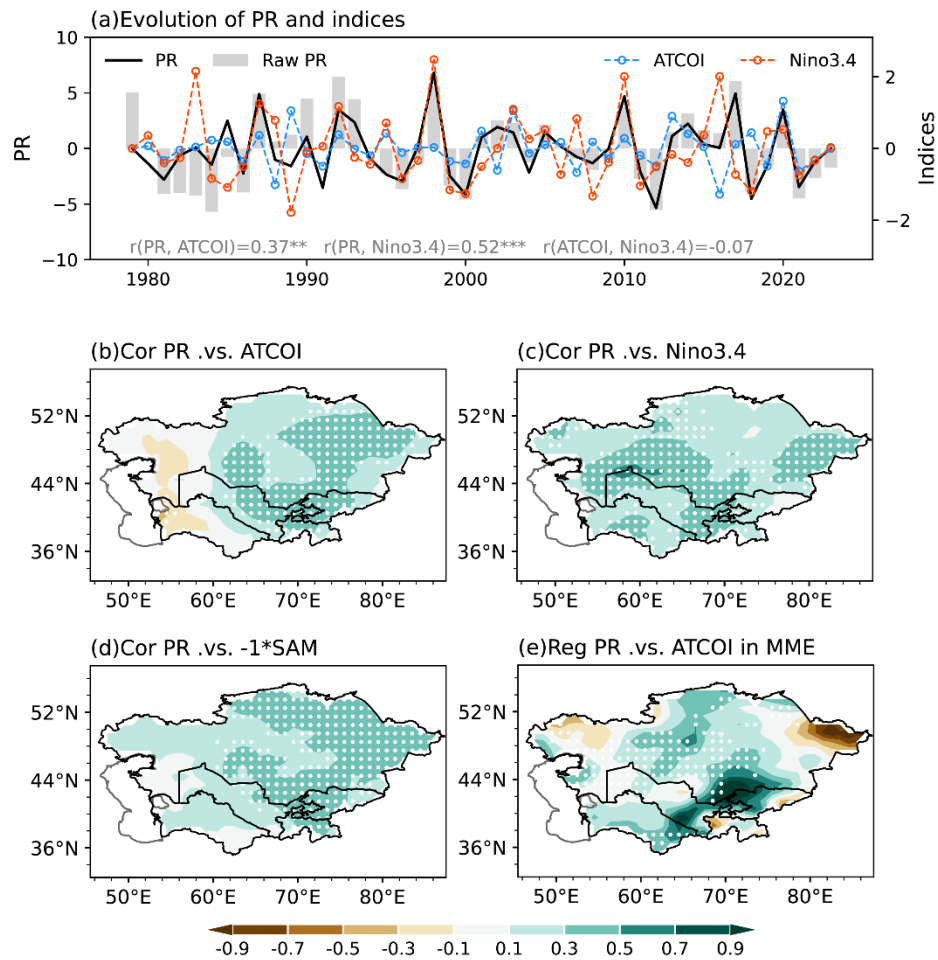 (a)Evolution of PR and indices
PR
Raw PR
ATCOI
Nino3.4
10
5
0
−5
−10
PR
2
1
0
−1
−2
Indices
r(PR, ATCOI)=0.37** r(PR, Nino3.4)=0.52*** r(ATCOI, Nino3.4)=-0.07
1980 1990 2000 2010 2020
(b)Cor PR .vs. ATCOI
52°N
44°N
36°N
50°E 60°E 70°E 80°E
(c)Cor PR .vs. Nino3.4
52°N
44°N
36°N
50°E 60°E 70°E 80°E
(d)Cor PR .vs. -1*SAM
52°N
44°N
36°N
50°E 60°E 70°E 80°E
(e)Reg PR .vs. ATCOI in MME
52°N
44°N
36°N
50°E 60°E 70°E 80°E
-0.9 -0.7 -0.5 -0.3 -0.1 0.1 0.3 0.5 0.7 0.9